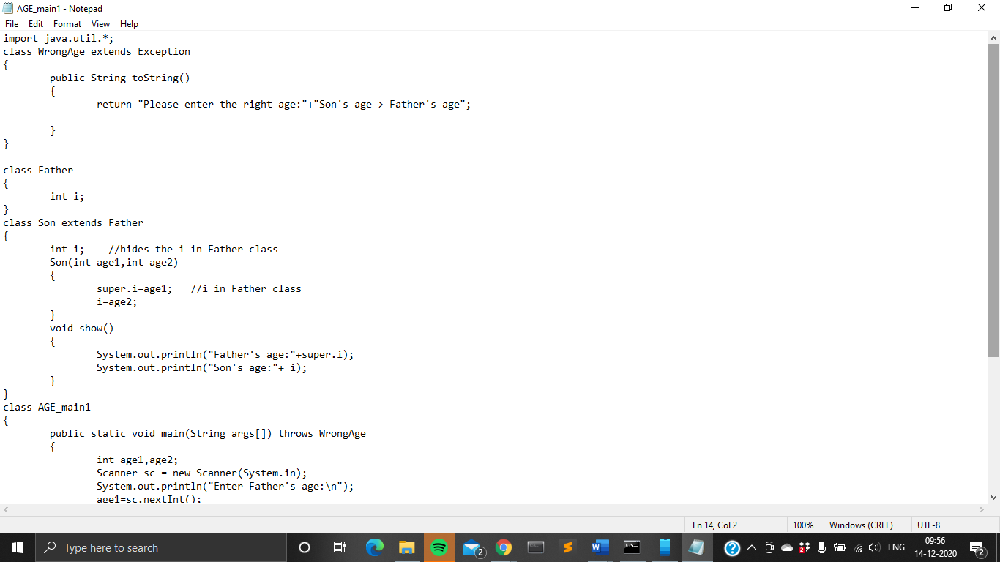 AGE_main1 - Notepad
File Edit Format View Help
import java.util.*;
class WrongAge extends Exception
{
        public String toString()
        {
                return "Please enter the right age:"+"Son's age > Father's age";

        }
}

class Father
{
        int i;
}
class Son extends Father
{
        int i;    //hides the i in Father class
        Son(int age1,int age2)
        {
                super.i=age1;   //i in Father class
                i=age2;
        }
        void show()
        {
                System.out.println("Father's age:"+super.i);
                System.out.println("Son's age:"+ i);
        }
}
class AGE_main1
{
        public static void main(String args[]) throws WrongAge
        {
                int age1,age2;
                Scanner sc = new Scanner(System.in);
                System.out.println("Enter Father's age:\n");
                age1=sc.nextInt();
Ln 14, Col 2 100% Windows (CRLF) UTF-8
Type here to search 2 2 ENG 09:56 2
14-12-2020